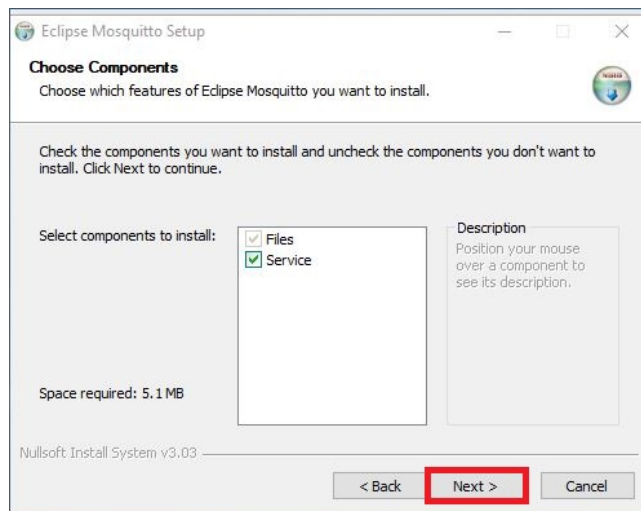 Eclipse Mosquitto Setup
Choose Components
Choose which features of Eclipse Mosquitto you want to install.
Check the components you want to install and uncheck the components you don't want to
install. Click Next to continue.
Select components to install:
Files
Service
Description
Position your mouse
over a component to
see its description.
Space required: 5.1 MB
Nullsoft Install System v3.03
< Back
Next >
Cancel